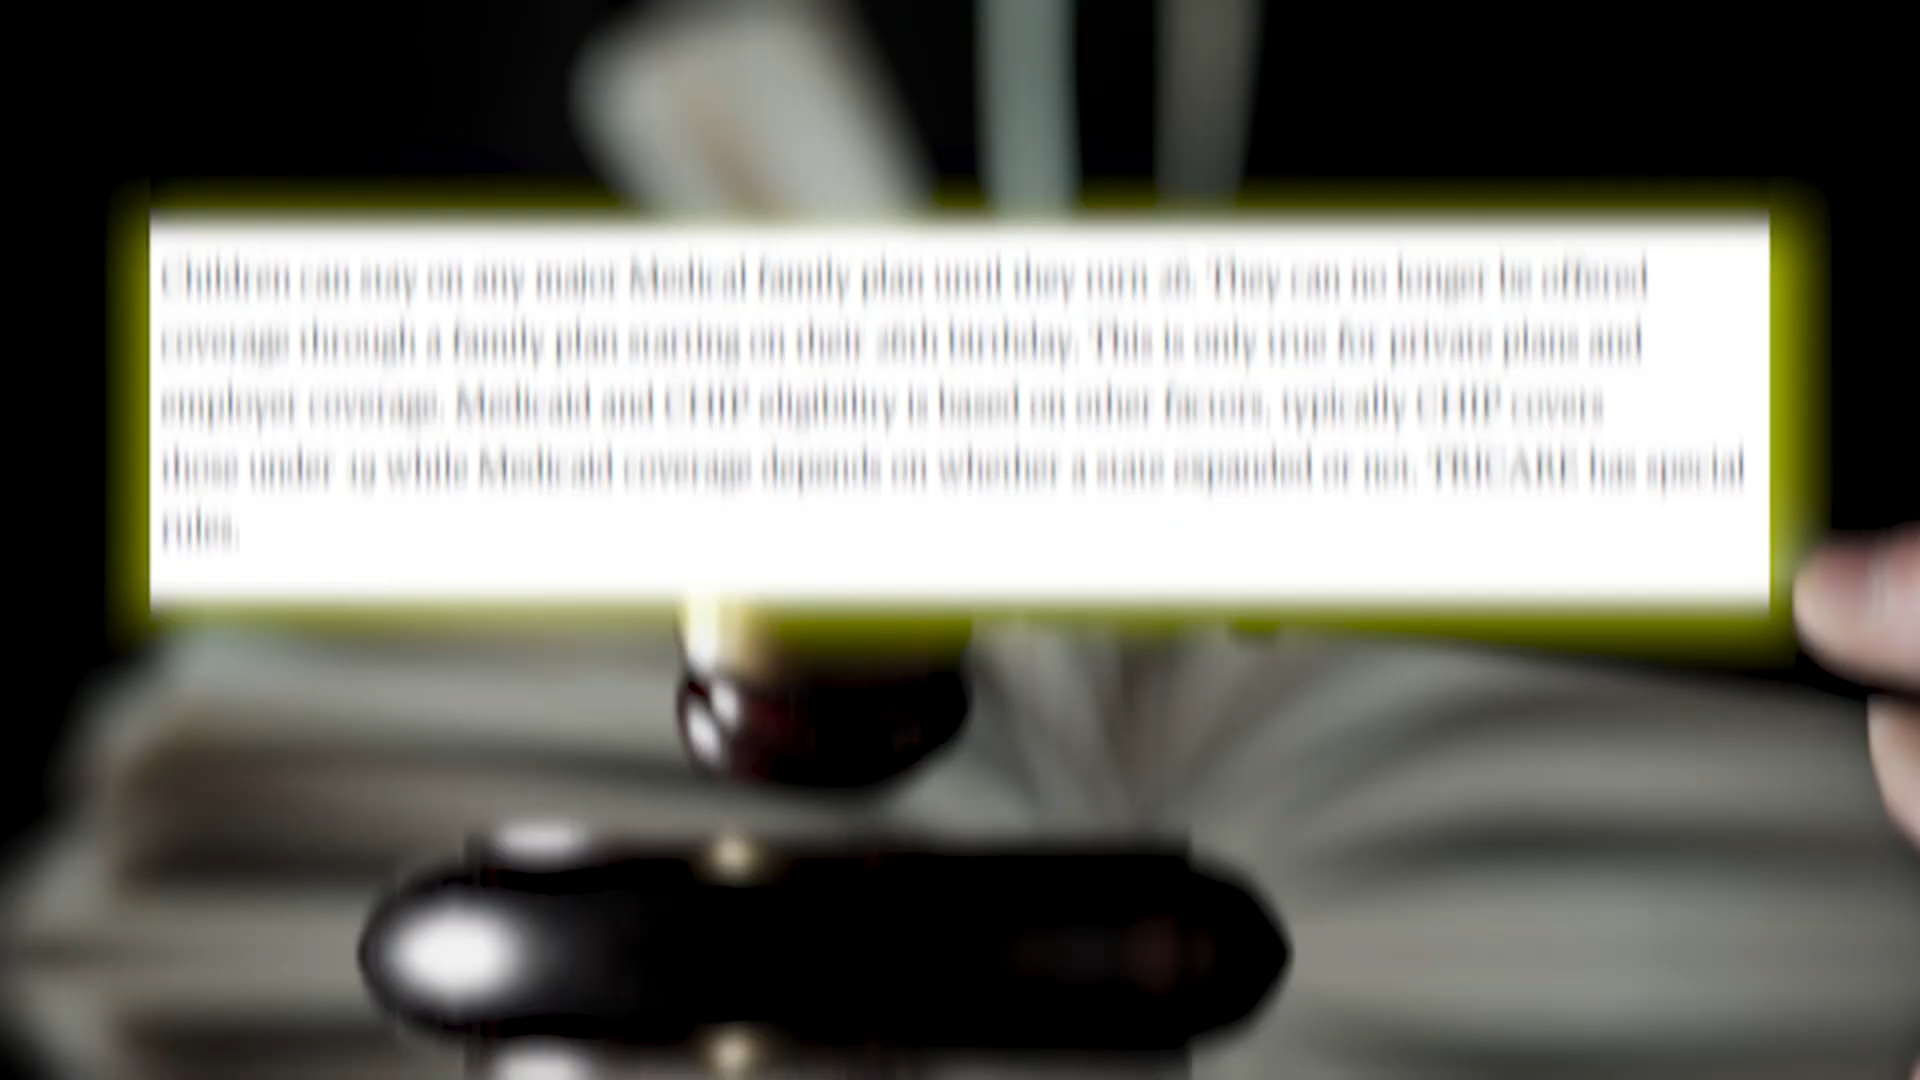 Children can stay on any major Medical family plan until they turn 26. They can no longer be offered
coverage through a family plan starting on their 26th birthday. This is only true for private plans and
employer coverage. Medicaid and CHIP eligibility is based on other factors, typically CHIP covers
those under 19 while Medicaid coverage depends on whether a state expanded or not. TRICARE has special
rules.